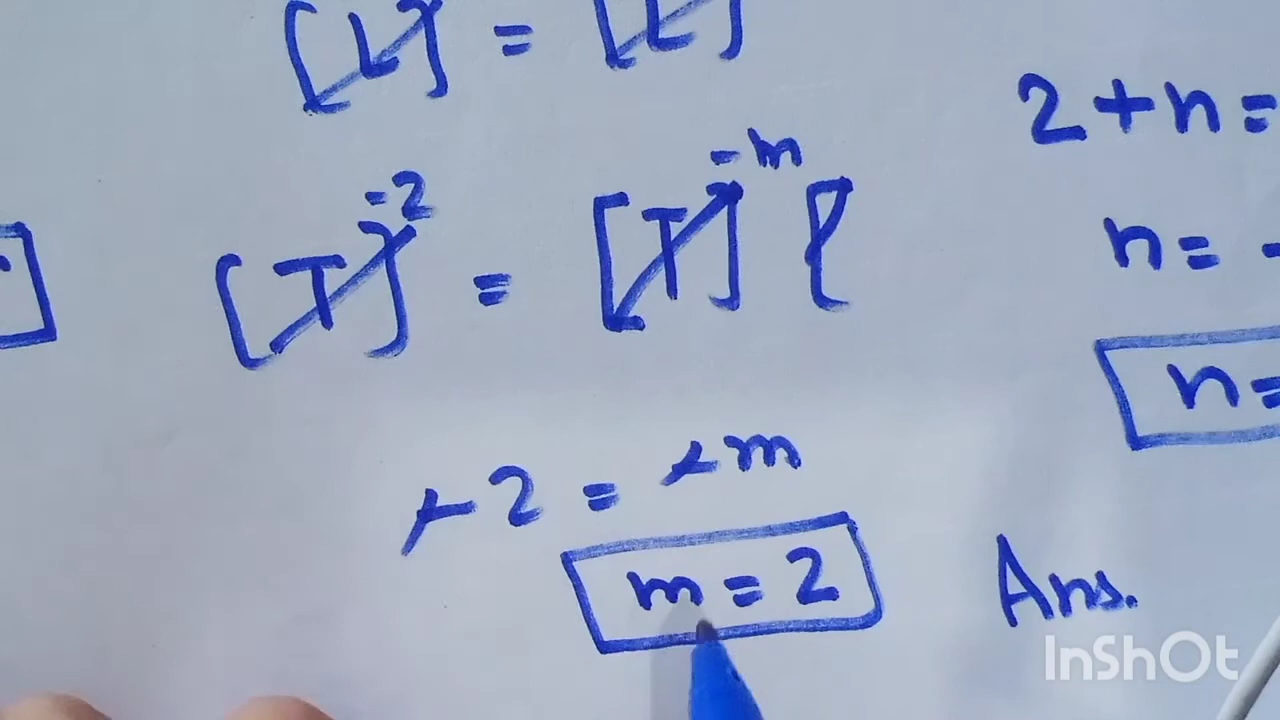 [L] = [L]
2 + n =
[T]⁻² = [T]⁻ᵐ
n = -
n =
-2 = -m
m = 2
Ans.
InShOt